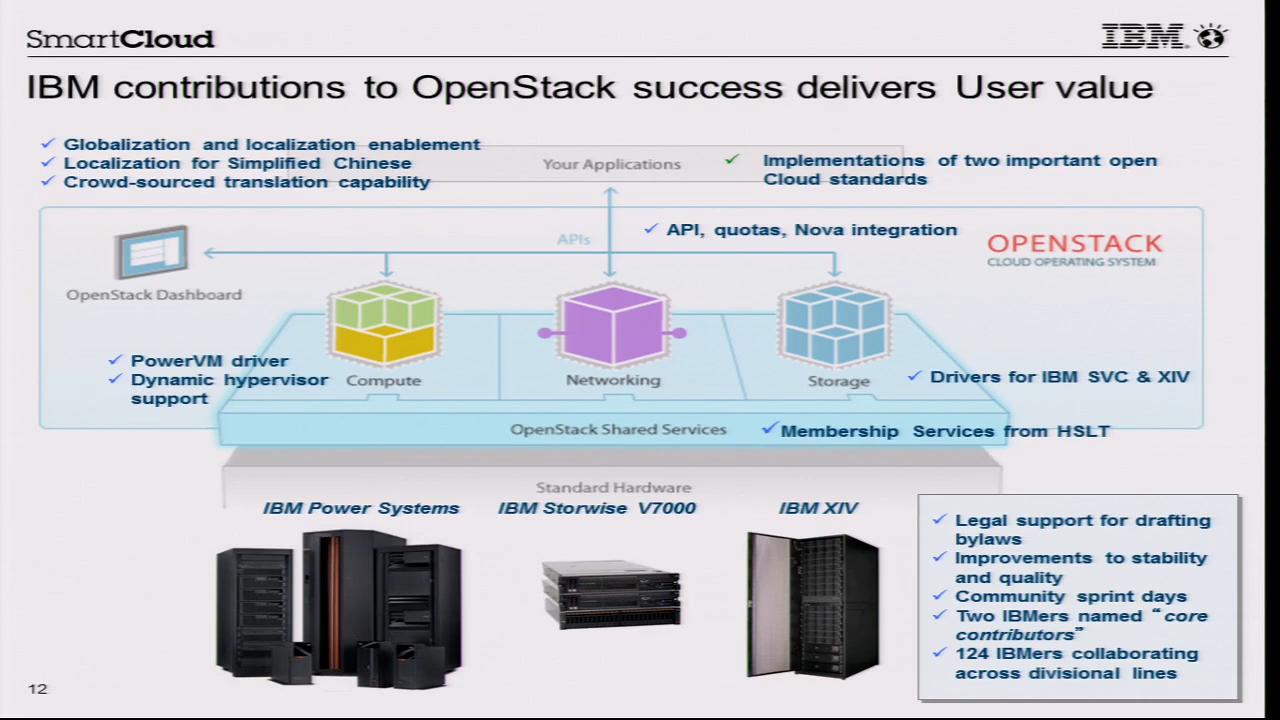 SmartCloud
IBM
IBM contributions to OpenStack success delivers User value
Globalization and localization enablement
Localization for Simplified Chinese
Crowd-sourced translation capability
Your Applications
Implementations of two important open
Cloud standards
APIs
API, quotas, Nova integration
OPENSTACK
CLOUD OPERATING SYSTEM
OpenStack Dashboard
PowerVM driver
Dynamic hypervisor
support
Compute
Networking
Storage
Drivers for IBM SVC & XIV
OpenStack Shared Services
Membership Services from HSLT
Standard Hardware
IBM Power Systems
IBM Storwise V7000
IBM XIV
Legal support for drafting
bylaws
Improvements to stability
and quality
Community sprint days
Two IBMers named “core
contributors”
124 IBMers collaborating
across divisional lines
12